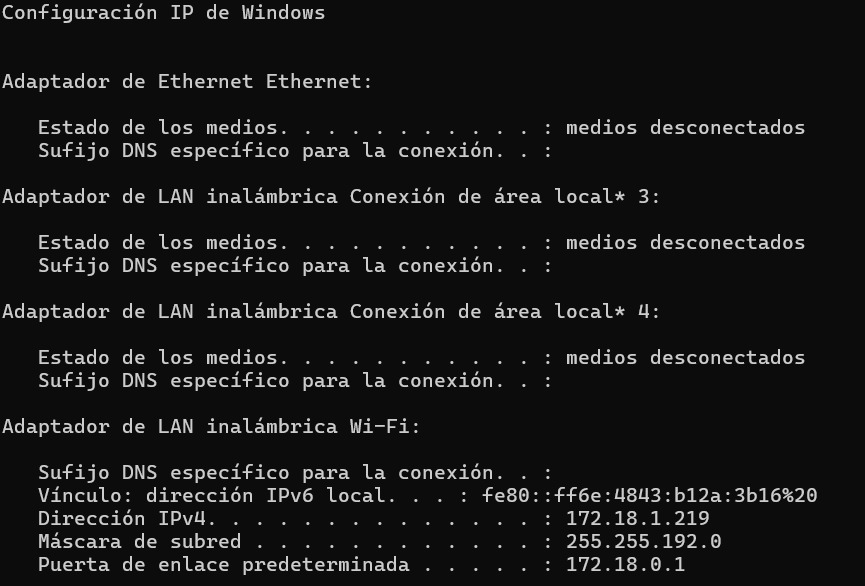 Configuración IP de Windows
Adaptador de Ethernet Ethernet:
Estado de los medios. . . . . . . . . . . : medios desconectados
Sufijo DNS específico para la conexión. . :
Adaptador de LAN inalámbrica Conexión de área local* 3:
Estado de los medios. . . . . . . . . . . : medios desconectados
Sufijo DNS específico para la conexión. . :
Adaptador de LAN inalámbrica Conexión de área local* 4:
Estado de los medios. . . . . . . . . . . : medios desconectados
Sufijo DNS específico para la conexión. . :
Adaptador de LAN inalámbrica Wi-Fi:
Sufijo DNS específico para la conexión. . :
Vínculo: dirección IPv6 local. . . : fe80::ff6e:4843:b12a:3b16%20
Dirección IPv4. . . . . . . . . . . . . . : 172.18.1.219
Máscara de subred . . . . . . . . . . . . : 255.255.192.0
Puerta de enlace predeterminada . . . . . : 172.18.0.1